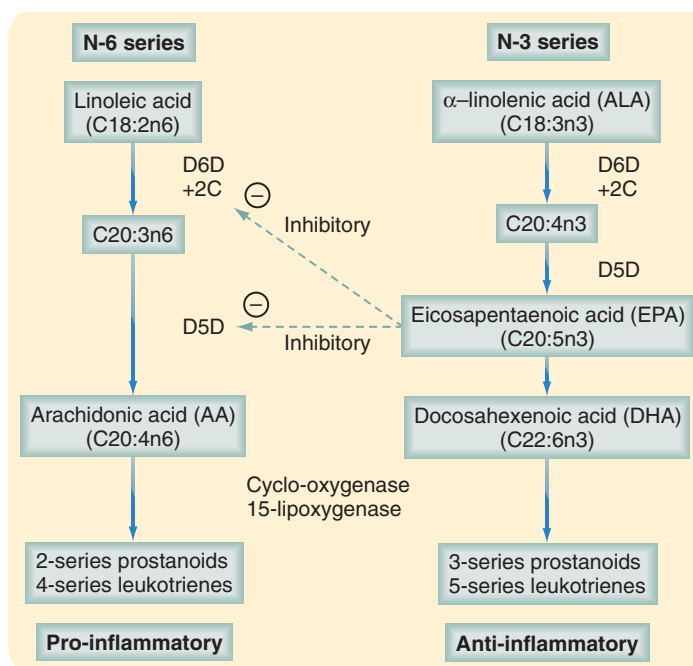 N-6 series
Linoleic acid
(C18:2n6)
D6D
+2C
−
Inhibitory
C20:3n6
−
D5D
Inhibitory
Arachidonic acid (AA)
(C20:4n6)
Cyclo-oxygenase
15-lipoxygenase
2-series prostanoids
4-series leukotrienes
Pro-inflammatory
N-3 series
α–linolenic acid (ALA)
(C18:3n3)
D6D
+2C
C20:4n3
D5D
Eicosapentaenoic acid (EPA)
(C20:5n3)
Docosahexenoic acid (DHA)
(C22:6n3)
3-series prostanoids
5-series leukotrienes
Anti-inflammatory